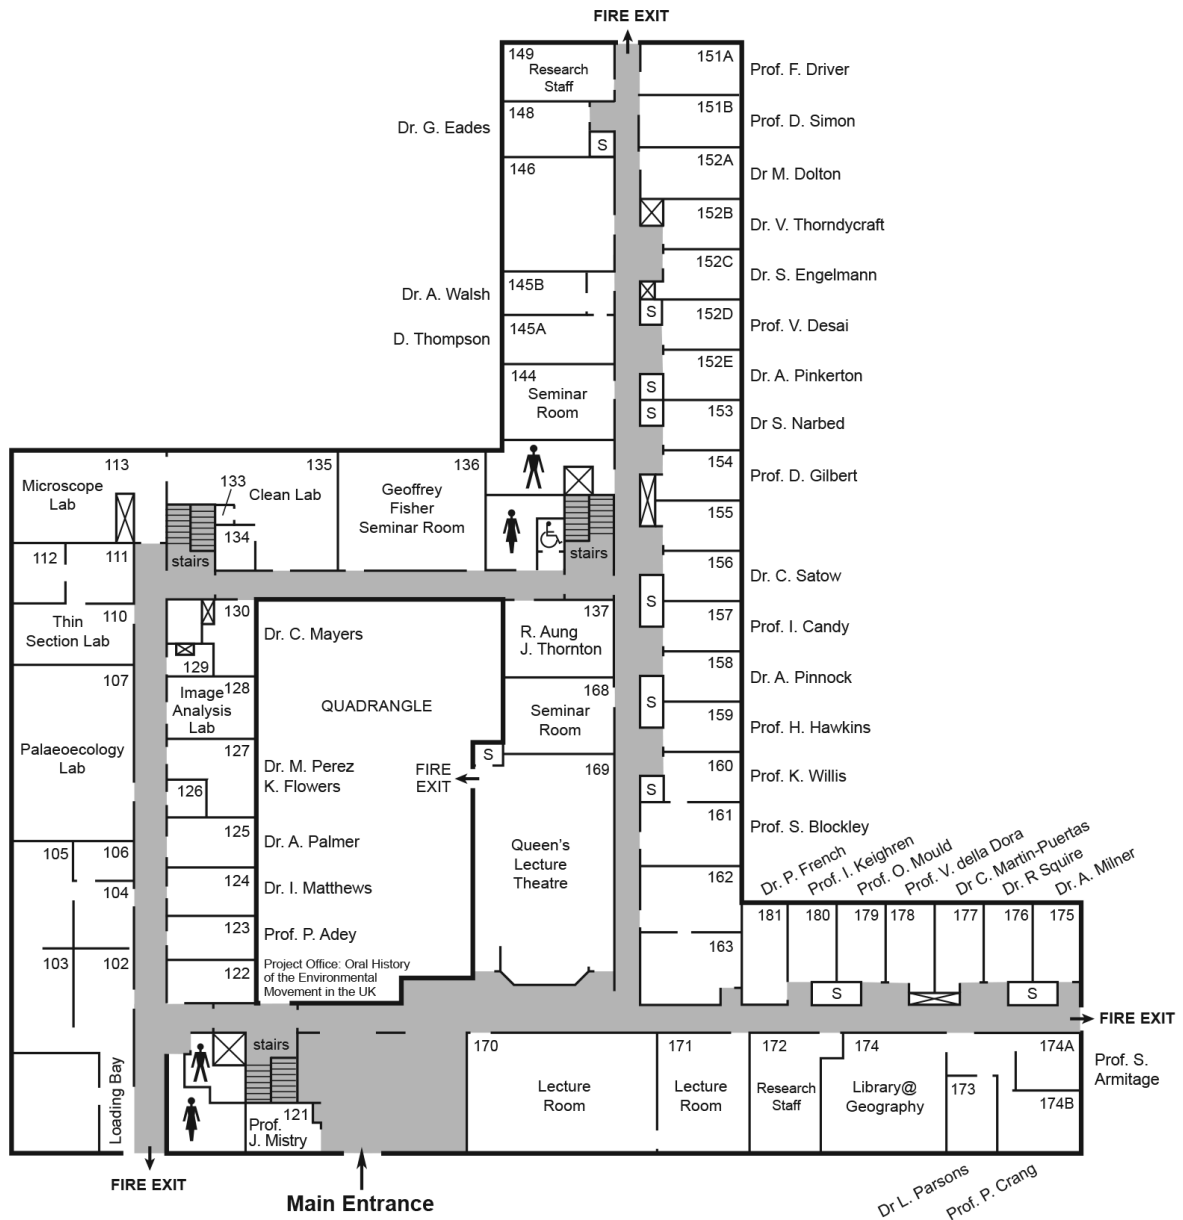 FIRE EXIT
149
Research
Staff
151A
Prof. F. Driver
148
Dr. G. Eades
S
151B
Prof. D. Simon
146
152A
Dr M. Dolton
152B
Dr. V. Thorndycraft
152C
Dr. S. Engelmann
145B
Dr. A. Walsh
S
152D
Prof. V. Desai
145A
D. Thompson
152E
Dr. A. Pinkerton
S
144
Seminar
Room
S
153
Dr S. Narbed
154
Prof. D. Gilbert
155
113
Microscope
Lab
133
135
Clean Lab
134
136
Geoffrey
Fisher
Seminar Room
stairs
stairs
112
111
156
Dr. C. Satow
S
157
Prof. I. Candy
110
Thin
Section Lab
130
Dr. C. Mayers
129
137
R. Aung
J. Thornton
158
Dr. A. Pinnock
S
159
Prof. H. Hawkins
107
Palaeoecology
Lab
128
Image
Analysis
Lab
QUADRANGLE
168
Seminar
Room
S
127
Dr. M. Perez
K. Flowers
126
FIRE
EXIT
169
Queen's
Lecture
Theatre
160
Prof. K. Willis
S
161
Prof. S. Blockley
125
Dr. A. Palmer
105
106
104
124
Dr. I. Matthews
162
123
Prof. P. Adey
103
102
122
Project Office: Oral History
of the Environmental
Movement in the UK
163
Dr. P. French
Prof. I. Keighren
Prof. O. Mould
Prof. V. della Dora
Dr C. Martin-Puertas
Dr. R Squire
Dr. A. Milner
181
180
179
178
177
176
175
S
S
FIRE EXIT
stairs
170
Lecture
Room
171
Lecture
Room
172
Research
Staff
174
Library@
Geography
173
174A
Prof. S.
Armitage
174B
Loading Bay
121
Prof.
J. Mistry
FIRE EXIT
Main Entrance
Dr L. Parsons
Prof. P. Crang